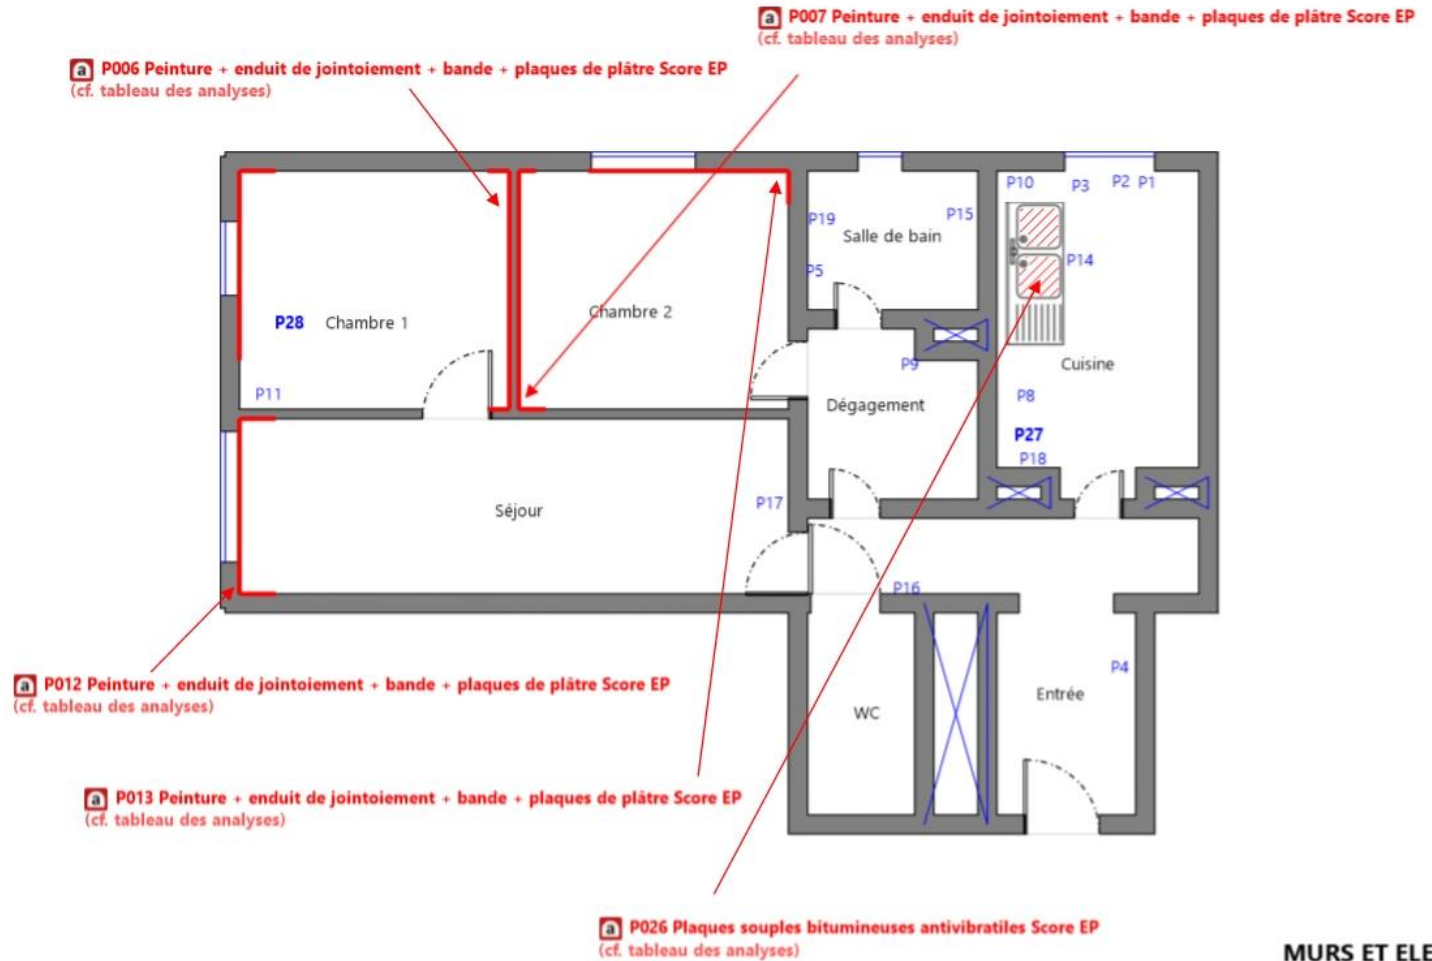 a P007 Peinture + enduit de jointoiement + bande + plaques de plâtre Score EP
(cf. tableau des analyses)
a P006 Peinture + enduit de jointoiement + bande + plaques de plâtre Score EP
(cf. tableau des analyses)
P10
P3
P2
P1
P19
P15
Salle de bain
P14
P5
Chambre 2
P28
Chambre 1
P9
Cuisine
P11
P8
Dégagement
P27
P18
P17
Séjour
P16
P4
a P012 Peinture + enduit de jointoiement + bande + plaques de plâtre Score EP
(cf. tableau des analyses)
Entrée
WC
a P013 Peinture + enduit de jointoiement + bande + plaques de plâtre Score EP
(cf. tableau des analyses)
a P026 Plaques souples bitumineuses antivibratiles Score EP
(cf. tableau des analyses)
MURS ET ELE